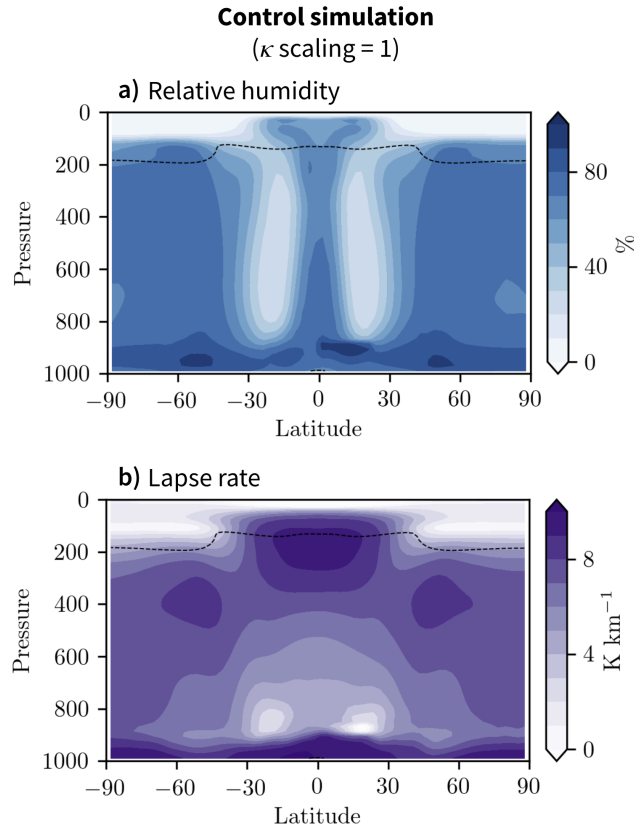 Control simulation
(κ scaling = 1)
a) Relative humidity
0
200
400
600
800
1000
Pressure
−90 −60 −30 0 30 60 90
Latitude
80
40
0
%
b) Lapse rate
0
200
400
600
800
1000
Pressure
−90 −60 −30 0 30 60 90
Latitude
8
4
0
K km⁻¹